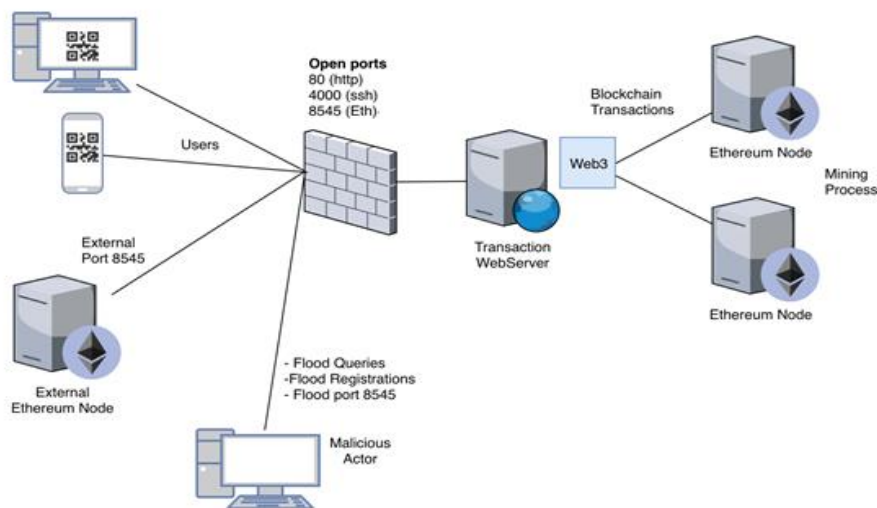 Open ports
80 (http)
4000 (ssh)
8545 (Eth)
Users
External
Port 8545
External
Ethereum Node
- Flood Queries
-Flood Registrations
- Flood port 8545
Malicious
Actor
Transaction
WebServer
Web3
Blockchain
Transactions
Ethereum Node
Mining
Process
Ethereum Node